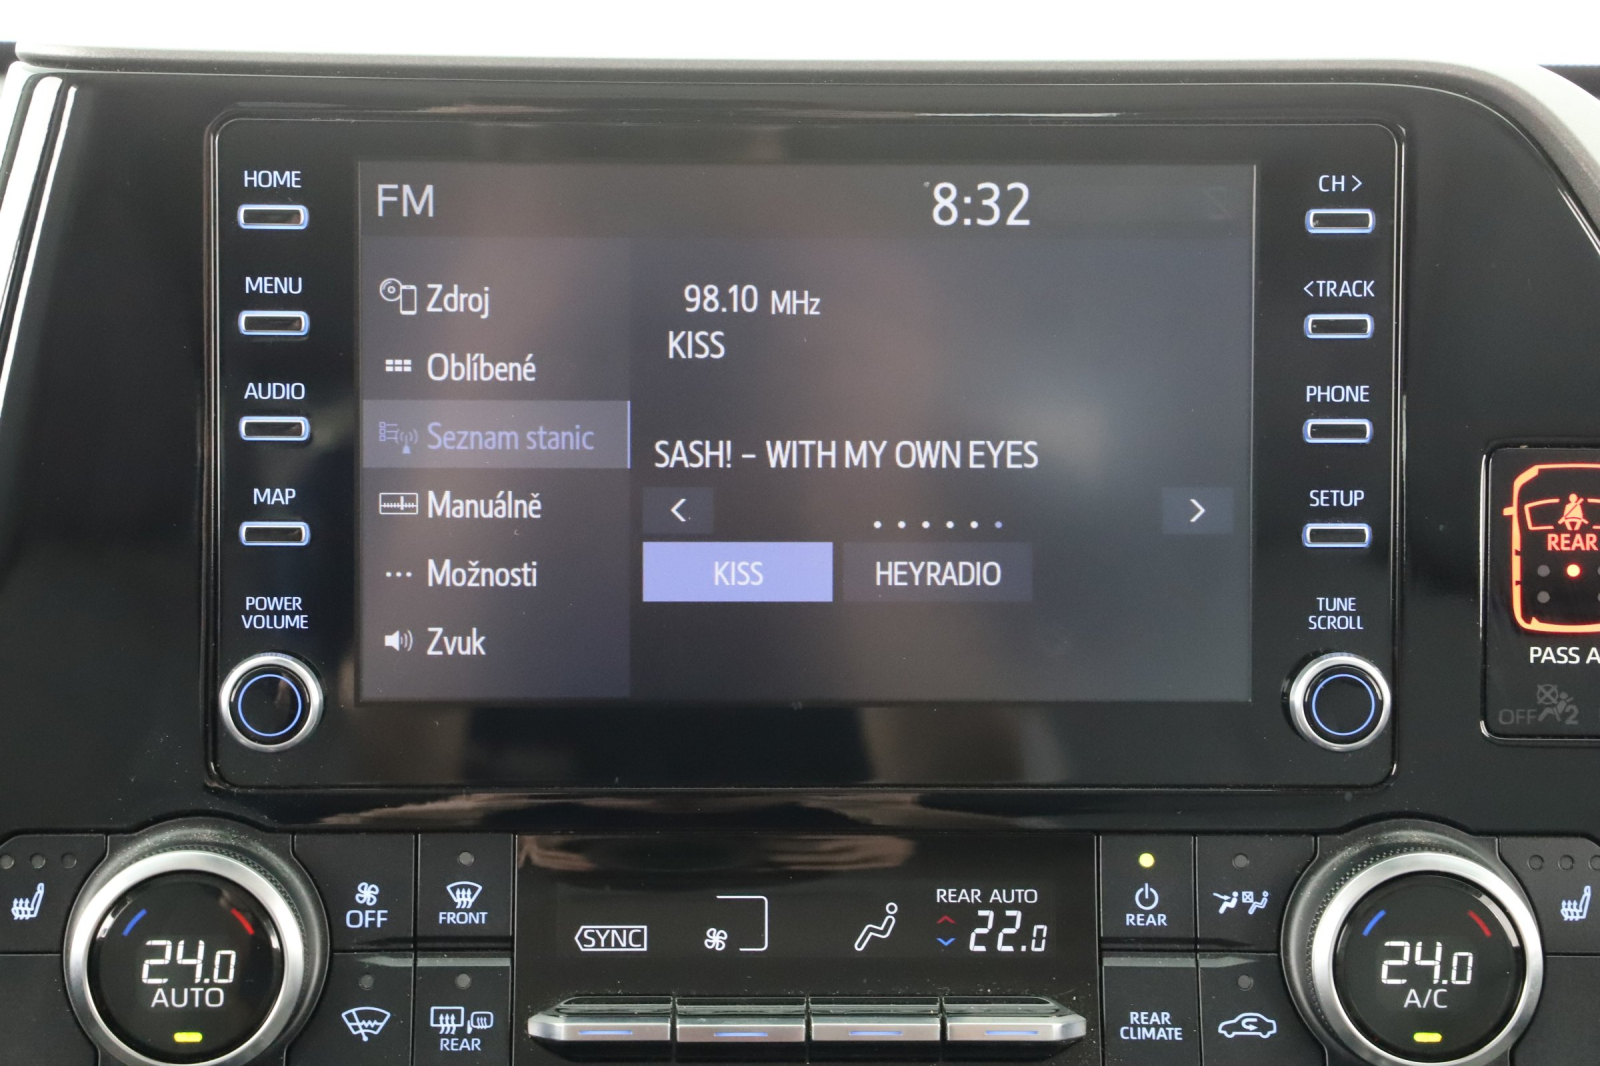 HOME
MENU
AUDIO
MAP
POWER
VOLUME
FM
8:32
Zdroj
Oblíbené
Seznam stanic
Manuálně
Možnosti
Zvuk
98.10 MHz
KISS
SASH! - WITH MY OWN EYES
<
>
KISS
HEYRADIO
CH >
<TRACK
PHONE
SETUP
TUNE
SCROLL
REAR
PASS A
OFF 2
24.0
AUTO
OFF
FRONT
REAR
SYNC
REAR AUTO
22.0
REAR
REAR
CLIMATE
24.0
A/C